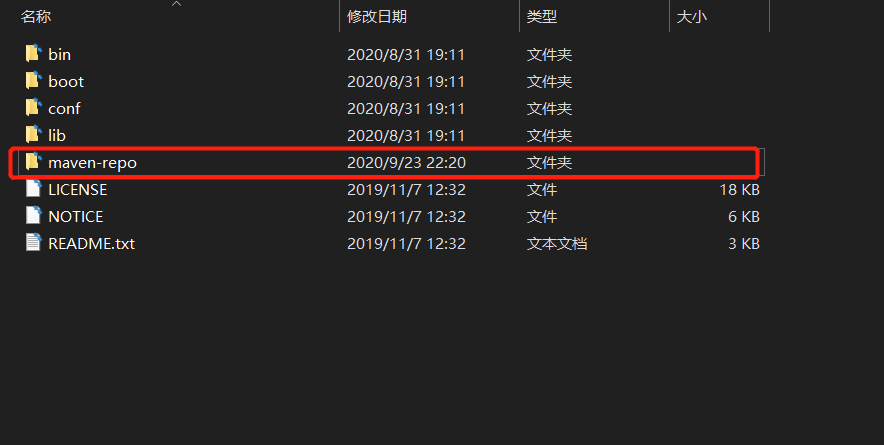 名称 修改日期 类型 大小
bin 2020/8/31 19:11 文件夹
boot 2020/8/31 19:11 文件夹
conf 2020/8/31 19:11 文件夹
lib 2020/8/31 19:11 文件夹
maven-repo 2020/9/23 22:20 文件夹
LICENSE 2019/11/7 12:32 文件 18 KB
NOTICE 2019/11/7 12:32 文件 6 KB
README.txt 2019/11/7 12:32 文本文档 3 KB